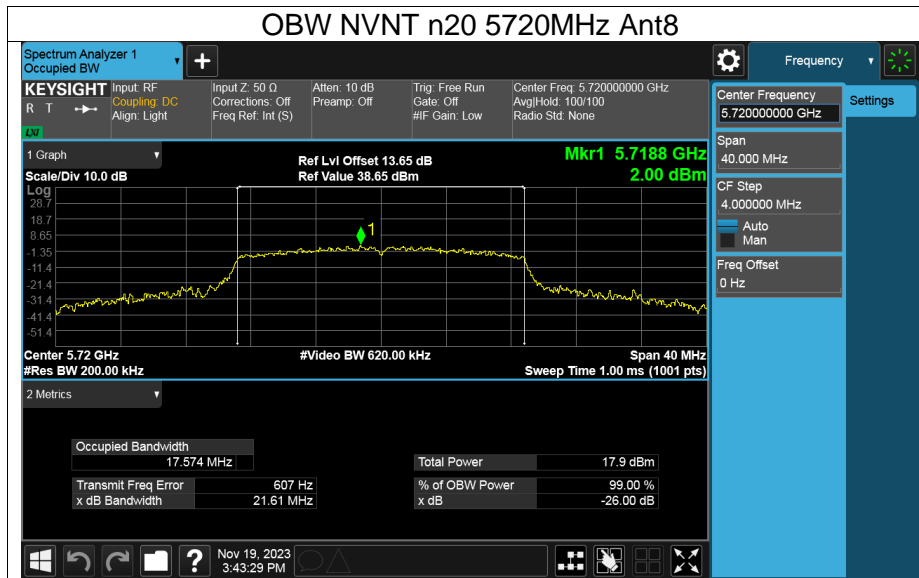 OBW NVNT n20 5720MHz Ant8
Spectrum Analyzer 1
Occupied BW
+
Frequency
KEYSIGHT
R T
LXI
Input: RF
Coupling: DC
Align: Light
Input Z: 50 Ω
Corrections: Off
Freq Ref: Int (S)
Atten: 10 dB
Preamp: Off
Trig: Free Run
Gate: Off
#IF Gain: Low
Center Freq: 5.720000000 GHz
Avg|Hold: 100/100
Radio Std: None
Center Frequency
5.720000000 GHz
Settings
Span
40.000 MHz
CF Step
4.000000 MHz
Auto
Man
Freq Offset
0 Hz
1 Graph
Ref Lvl Offset 13.65 dB
Mkr1 5.7188 GHz
Scale/Div 10.0 dB
Ref Value 38.65 dBm
2.00 dBm
Log
28.7
18.7
8.65
-1.35
-11.4
-21.4
-31.4
-41.4
-51.4
1
Center 5.72 GHz
#Video BW 620.00 kHz
Span 40 MHz
#Res BW 200.00 kHz
Sweep Time 1.00 ms (1001 pts)
2 Metrics
Occupied Bandwidth
17.574 MHz
Total Power 17.9 dBm
Transmit Freq Error 607 Hz
% of OBW Power 99.00 %
x dB Bandwidth 21.61 MHz
x dB -26.00 dB
?
Nov 19, 2023
3:43:29 PM